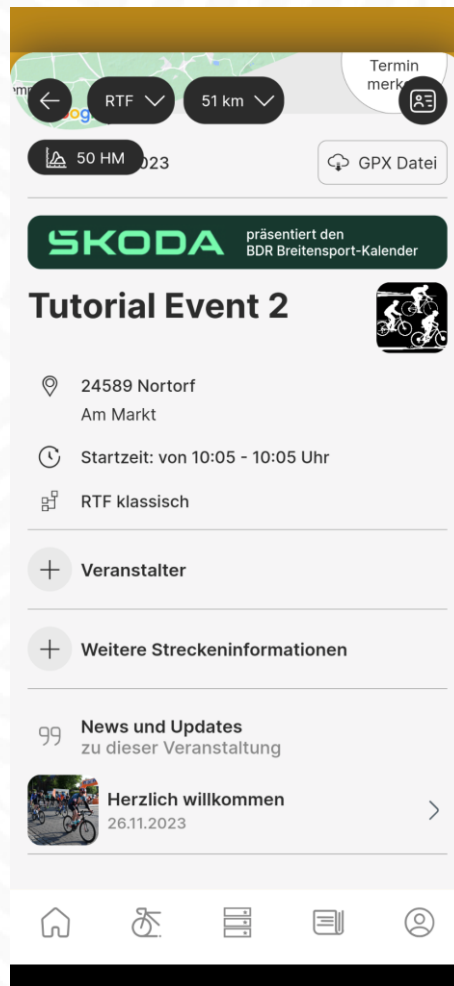 Termin
merk
RTF
51 km
50 HM
023
GPX Datei
ŠKODA
präsentiert den
BDR Breitensport-Kalender
Tutorial Event 2
24589 Nortorf
Am Markt
Startzeit: von 10:05 - 10:05 Uhr
RTF klassisch
Veranstalter
Weitere Streckeninformationen
News und Updates
zu dieser Veranstaltung
Herzlich willkommen
26.11.2023